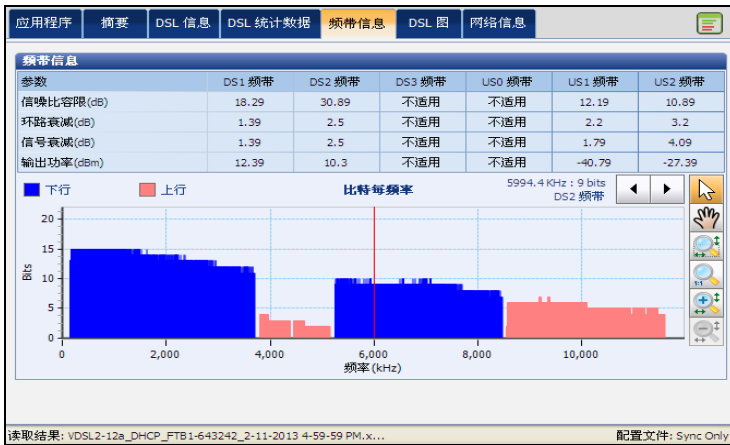 应用程序 摘要 DSL 信息 DSL 统计数据 频带信息 DSL 图 网络信息
频带信息
参数 DS1 频带 DS2 频带 DS3 频带 US0 频带 US1 频带 US2 频带
信噪比容限(dB) 18.29 30.89 不适用 不适用 12.19 10.89
环路衰减(dB) 1.39 2.5 不适用 不适用 2.2 3.2
信号衰减(dB) 1.39 2.5 不适用 不适用 1.79 4.09
输出功率(dBm) 12.39 10.3 不适用 不适用 -40.79 -27.39
下行 上行 比特每频率 5994.4 KHz : 9 bits
DS2 频带
20
15
10
5
0
Bits
0 2,000 4,000 6,000 8,000 10,000
频率(kHz)
1:1
读取结果: VDSL2-12a_DHCP_FTB1-643242_2-11-2013 4-59-59 PM.x... 配置文件: Sync Only